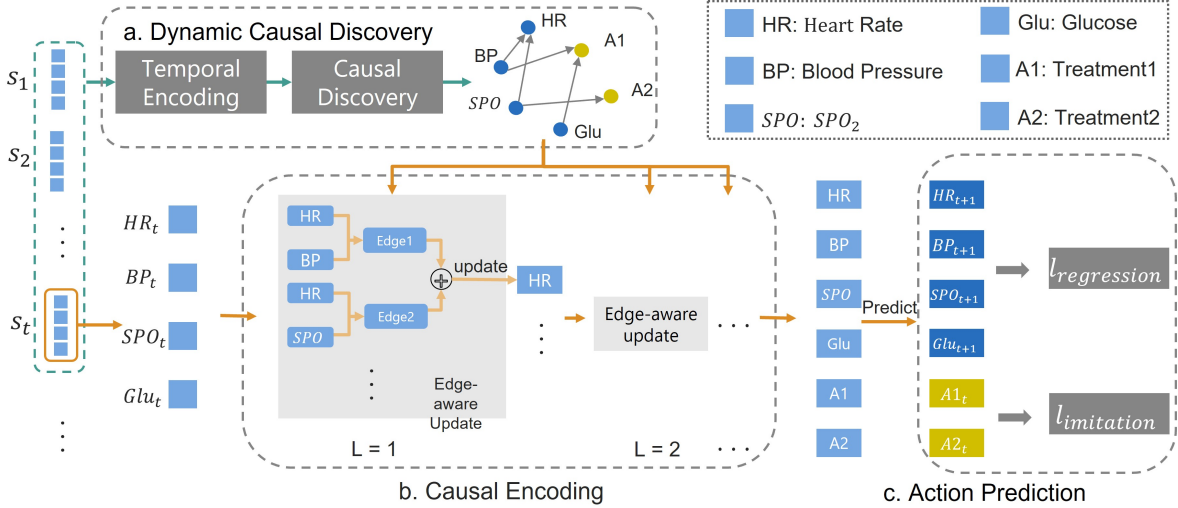 a. Dynamic Causal Discovery
Temporal
Encoding
Causal
Discovery
HR
BP
SPO
Glu
A1
A2
HR: Heart Rate
BP: Blood Pressure
SPO: SPO₂
Glu: Glucose
A1: Treatment1
A2: Treatment2
s₁
s₂
sₜ
HRₜ
BPₜ
SPOₜ
Gluₜ
HR
BP
Edge1
HR
SPO
Edge2
update
HR
Edge-
aware
Update
L = 1
Edge-aware
update
L = 2
b. Causal Encoding
HR
BP
SPO
Glu
A1
A2
Predict
HRₜ₊₁
BPₜ₊₁
SPOₜ₊₁
Gluₜ₊₁
A1ₜ
A2ₜ
l_regression
l_imitation
c. Action Prediction